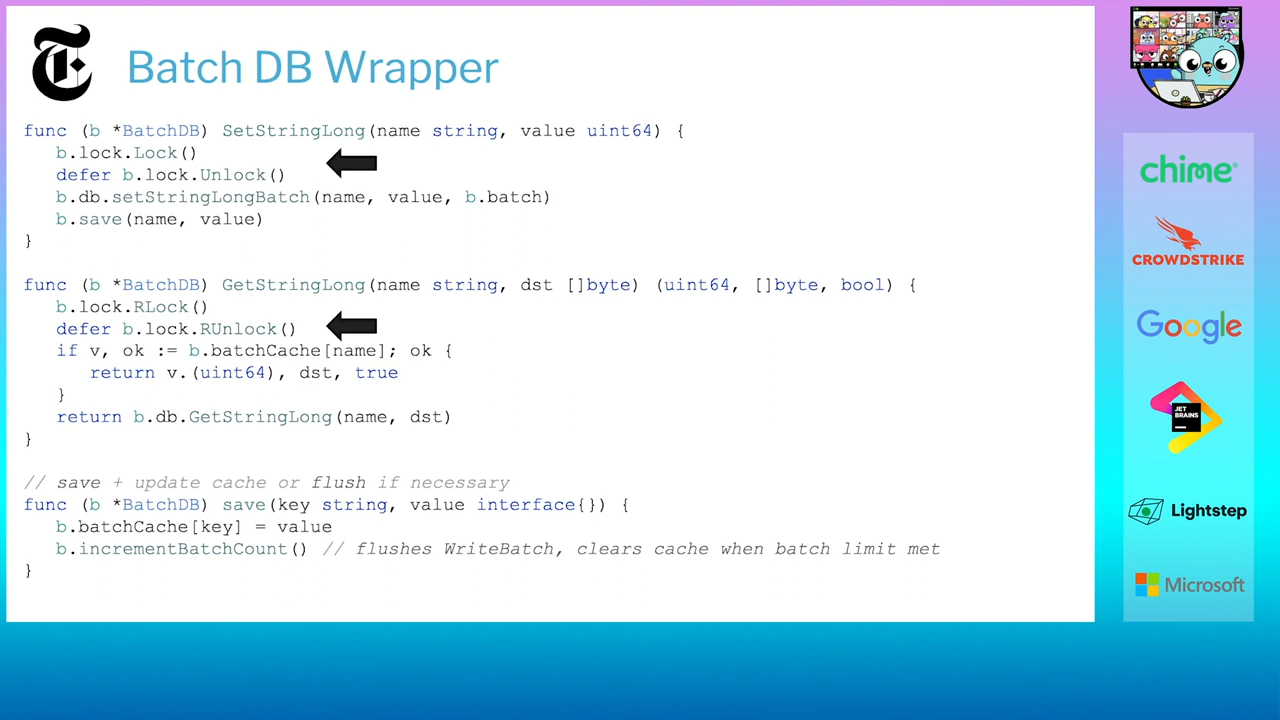 Batch DB Wrapper
func (b *BatchDB) SetStringLong(name string, value uint64) {
   b.lock.Lock()
   defer b.lock.Unlock()
   b.db.setStringLongBatch(name, value, b.batch)
   b.save(name, value)
}
func (b *BatchDB) GetStringLong(name string, dst []byte) (uint64, []byte, bool) {
   b.lock.RLock()
   defer b.lock.RUnlock()
   if v, ok := b.batchCache[name]; ok {
      return v.(uint64), dst, true
   }
   return b.db.GetStringLong(name, dst)
}
// save + update cache or flush if necessary
func (b *BatchDB) save(key string, value interface{}) {
   b.batchCache[key] = value
   b.incrementBatchCount() // flushes WriteBatch, clears cache when batch limit met
}
chime®
CROWDSTRIKE
Google
JET
BRAINS
Lightstep
Microsoft